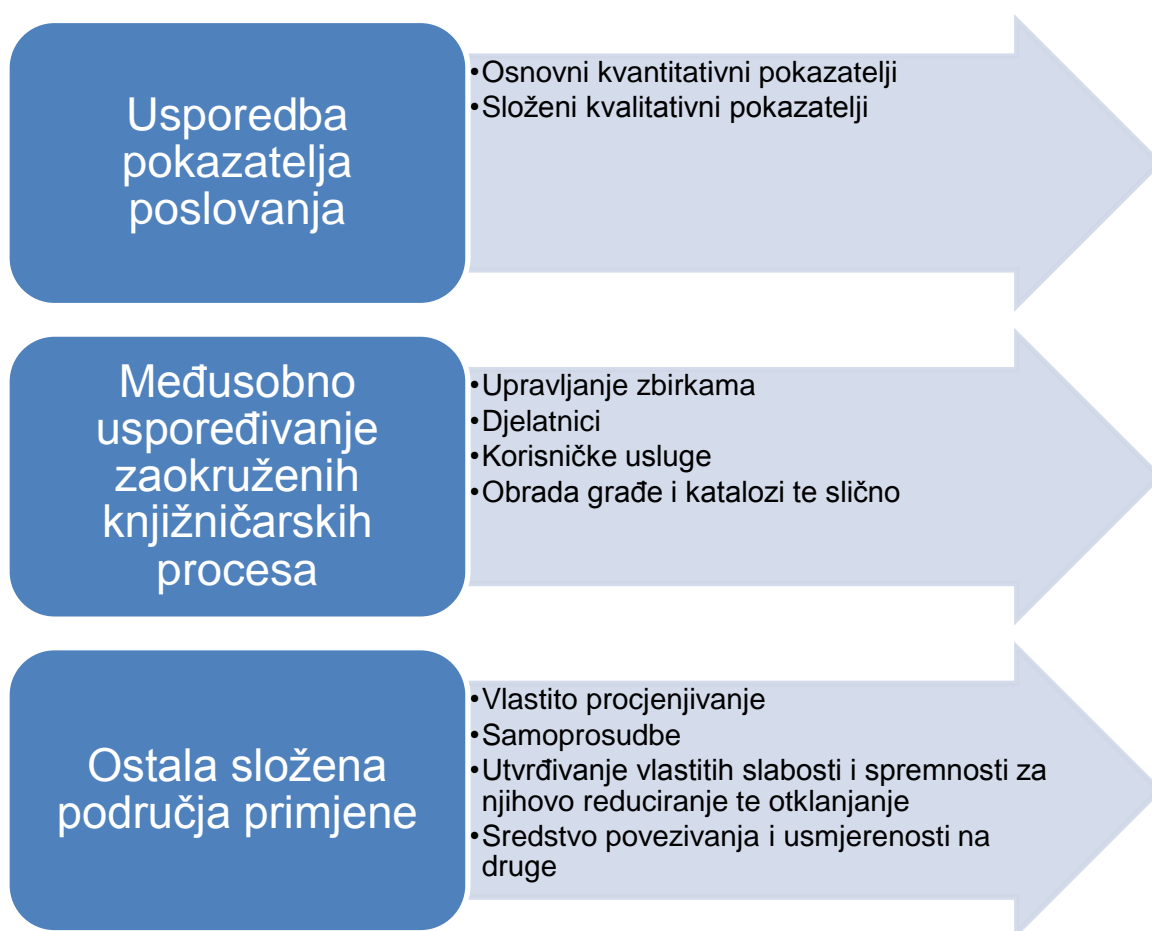 Usporedba
pokazatelja
poslovanja
•Osnovni kvantitativni pokazatelji
•Složeni kvalitativni pokazatelji
Međusobno
uspoređivanje
zaokruženih
knjižničarskih
procesa
•Upravljanje zbirkama
•Djelatnici
•Korisničke usluge
•Obrada građe i katalozi te slično
Ostala složena
područja primjene
•Vlastito procjenjivanje
•Samoprosudbe
•Utvrđivanje vlastitih slabosti i spremnosti za
njihovo reduciranje te otklanjanje
•Sredstvo povezivanja i usmjerenosti na
druge